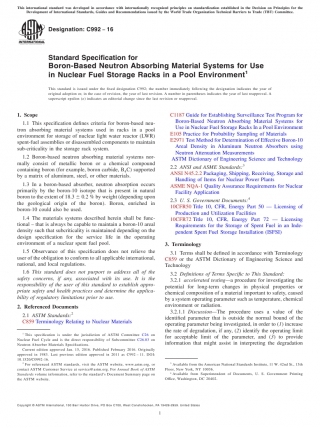 This international standard was developed in accordance with internationally recognized principles on standardization established in the Decision on Principles for the
Development of International Standards, Guides and Recommendations issued by the World Trade Organization Technical Barriers to Trade (TBT) Committee.
Designation: C992 − 16
Standard Specification for
Boron-Based Neutron Absorbing Material Systems for Use
in Nuclear Fuel Storage Racks in a Pool Environment¹
This standard is issued under the fixed designation C992; the number immediately following the designation indicates the year of
original adoption or, in the case of revision, the year of last revision. A number in parentheses indicates the year of last reapproval. A
superscript epsilon (ε) indicates an editorial change since the last revision or reapproval.
1. Scope
1.1 This specification defines criteria for boron-based neu-
tron absorbing material systems used in racks in a pool
environment for storage of nuclear light water reactor (LWR)
spent-fuel assemblies or disassembled components to maintain
sub-criticality in the storage rack system.
1.2 Boron-based neutron absorbing material systems nor-
mally consist of metallic boron or a chemical compound
containing boron (for example, boron carbide, B₄C) supported
by a matrix of aluminum, steel, or other materials.
1.3 In a boron-based absorber, neutron absorption occurs
primarily by the boron-10 isotope that is present in natural
boron to the extent of 18.3 ± 0.2 % by weight (depending upon
the geological origin of the boron). Boron, enriched in
boron-10 could also be used.
1.4 The materials systems described herein shall be func-
tional – that is always be capable to maintain a boron-10 areal
density such that subcriticality is maintained depending on the
design specification for the service life in the operating
environment of a nuclear spent fuel pool.
1.5 Observance of this specification does not relieve the
user of the obligation to conform to all applicable international,
national, and local regulations.
1.6 This standard does not purport to address all of the
safety concerns, if any, associated with its use. It is the
responsibility of the user of this standard to establish appro-
priate safety and health practices and determine the applica-
bility of regulatory limitations prior to use.
2. Referenced Documents
2.1 ASTM Standards:²
C859 Terminology Relating to Nuclear Materials
¹ This specification is under the jurisdiction of ASTM Committee C26 on
Nuclear Fuel Cycle and is the direct responsibility of Subcommittee C26.03 on
Neutron Absorber Materials Specifications.
Current edition approved Jan. 15, 2016. Published February 2016. Originally
approved in 1983. Last previous edition approved in 2011 as C992 – 11. DOI:
10.1520/C0992-16.
² For referenced ASTM standards, visit the ASTM website, www.astm.org, or
contact ASTM Customer Service at service@astm.org. For Annual Book of ASTM
Standards volume information, refer to the standard's Document Summary page on
the ASTM website.
C1187 Guide for Establishing Surveillance Test Program for
Boron-Based Neutron Absorbing Material Systems for
Use in Nuclear Fuel Storage Racks In a Pool Environment
E105 Practice for Probability Sampling of Materials
E2971 Test Method for Determination of Effective Boron-10
Areal Density in Aluminum Neutron Absorbers using
Neutron Attenuation Measurements
ASTM Dictionary of Engineering Science and Technology
2.2 ANSI and ASME Standards:³
ANSI N45.2.2 Packaging, Shipping, Receiving, Storage and
Handling of Items for Nuclear Power Plants
ASME NQA-1 Quality Assurance Requirements for Nuclear
Facility Application
2.3 U. S. Government Documents:⁴
10CFR50 Title 10, CFR, Energy Part 50 — Licensing of
Production and Utilization Facilities
10CFR72 Title 10, CFR, Energy Part 72 — Licensing
Requirements for the Storage of Spent Fuel in an Inde-
pendent Spent Fuel Storage Installation (ISFSI)
3. Terminology
3.1 Terms shall be defined in accordance with Terminology
C859 or the ASTM Dictionary of Engineering Science and
Technology
3.2 Definitions of Terms Specific to This Standard:
3.2.1 accelerated testing—a procedure for investigating the
potential for long-term changes in physical properties or
chemical composition of a material important to safety, caused
by a system operating parameter such as temperature, chemical
environment or radiation.
3.2.1.1 Discussion—The procedure uses a value of the
identified parameter that is outside the normal bound of the
operating parameter being investigated, in order to (1) increase
the rate of degradation, if any, (2) identify the operating limit
for acceptable limit of the parameter, and (3) to provide
information that might assist in interpreting the degradation
³ Available from the American National Standards Institute, 11 W. 42nd St., 13th
Floor, New York, NY 10036.
⁴ Available from Superintendent of Documents, U. S. Government Printing
Office, Washington, DC 20402.
Copyright © ASTM International, 100 Barr Harbor Drive, PO Box C700, West Conshohocken, PA 19428-2959. United States
1